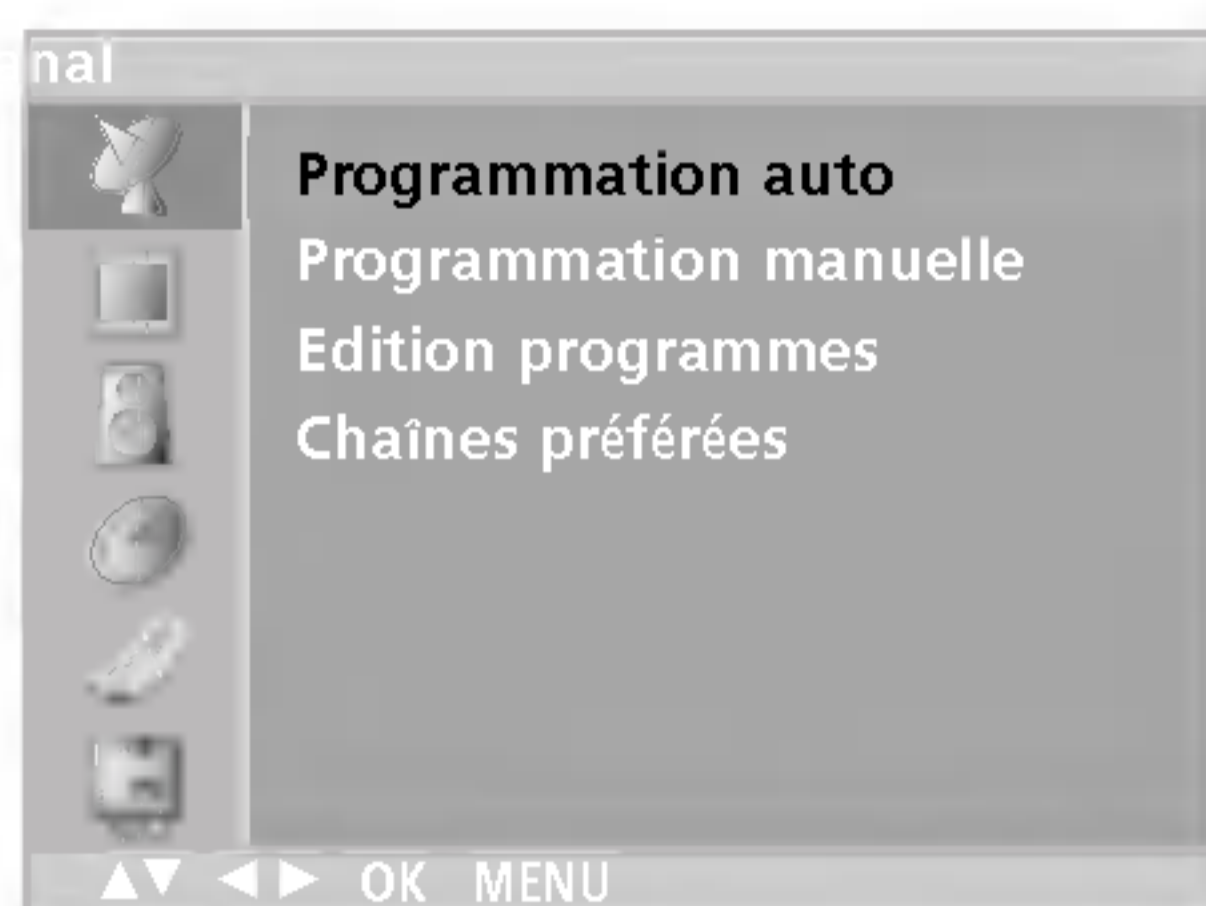 nal
Programmation auto
Programmation manuelle
Edition programmes
Chaînes préférées
▲▼ ◀ ▶ OK MENU